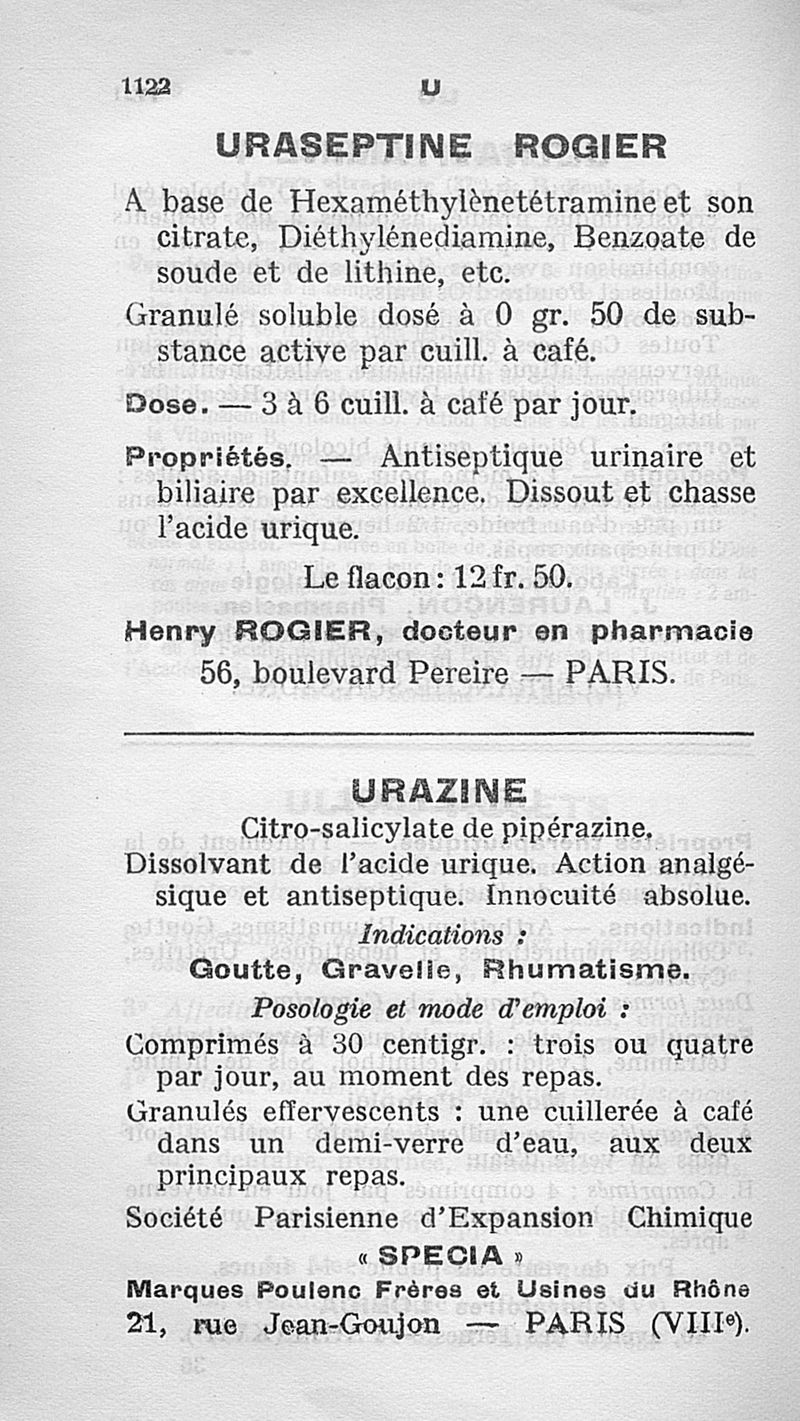 1122
U
URASEPTINE ROGIER
A base de Hexaméthylènetétramine et son
citrate, Diéthylénediamine, Benzoate de
soude et de lithine, etc.
Granulé soluble dosé à 0 gr. 50 de sub-
stance active par cuill. à café.
Dose. — 3 à 6 cuill. à café par jour.
Propriétés. — Antiseptique urinaire et
biliaire par excellence. Dissout et chasse
l'acide urique.
Le flacon : 12 fr. 50.
Henry ROGIER, docteur en pharmacie
56, boulevard Pereire — PARIS.
URAZINE
Citro-salicylate de pipérazine.
Dissolvant de l'acide urique. Action analgé-
sique et antiseptique. Innocuité absolue.
Indications :
Goutte, Gravelle, Rhumatisme.
Posologie et mode d'emploi :
Comprimés à 30 centigr. : trois ou quatre
par jour, au moment des repas.
Granulés effervescents : une cuillerée à café
dans un demi-verre d'eau, aux deux
principaux repas.
Société Parisienne d'Expansion Chimique
« SPECIA »
Marques Poulenc Frères et Usines du Rhône
21, rue Jean-Goujon — PARIS (VIIIe).